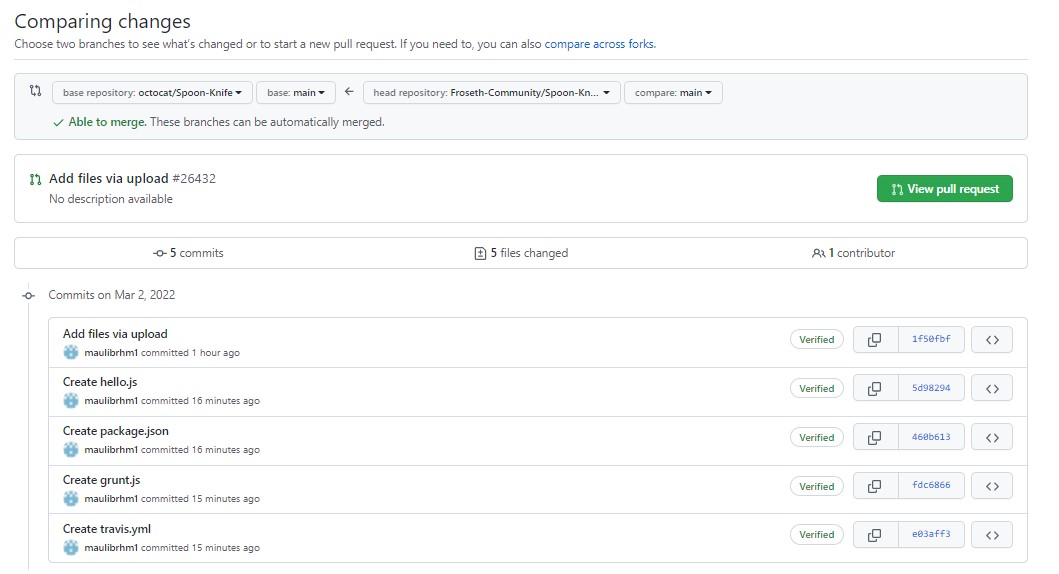 Comparing changes
Choose two branches to see what's changed or to start a new pull request. If you need to, you can also compare across forks.
base repository: octocat/Spoon-Knife base: main head repository: Froseth-Community/Spoon-Kn... compare: main
Able to merge. These branches can be automatically merged.
Add files via upload #26432
No description available
View pull request
5 commits 5 files changed 1 contributor
Commits on Mar 2, 2022
Add files via upload
maulibrhm1 committed 1 hour ago
Verified 1f50fbf
Create hello.js
maulibrhm1 committed 16 minutes ago
Verified 5d98294
Create package.json
maulibrhm1 committed 16 minutes ago
Verified 460b613
Create grunt.js
maulibrhm1 committed 15 minutes ago
Verified fdc6866
Create travis.yml
maulibrhm1 committed 15 minutes ago
Verified e03aff3